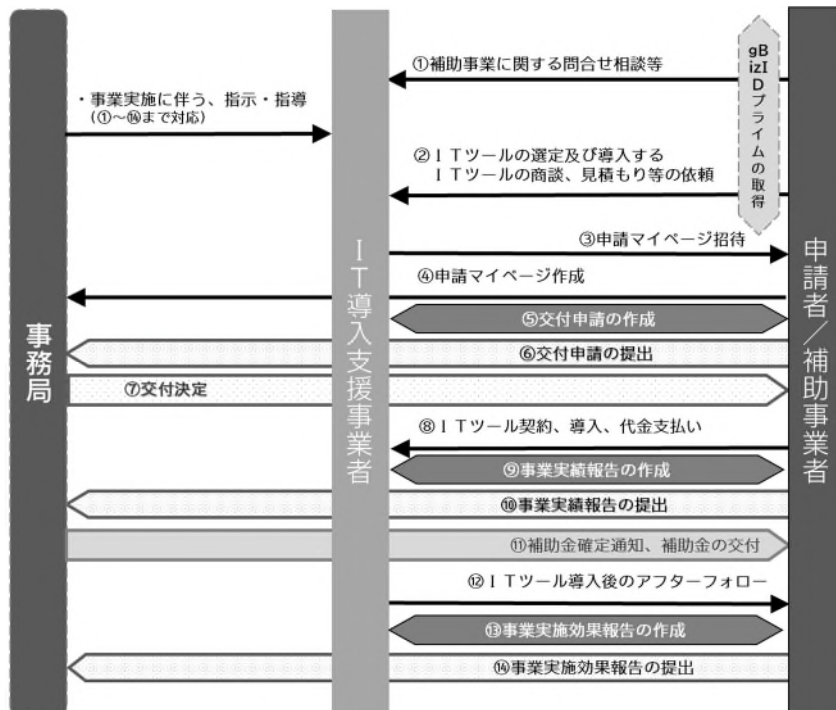 事務局
IT導入支援事業者
申請者／補助事業者
gBizIDプライムの取得
・事業実施に伴う、指示・指導
（①～⑭まで対応）
①補助事業に関する問合せ相談等
②ＩＴツールの選定及び導入する
ＩＴツールの商談、見積もり等の依頼
③申請マイページ招待
④申請マイページ作成
⑤交付申請の作成
⑥交付申請の提出
⑦交付決定
⑧ＩＴツール契約、導入、代金支払い
⑨事業実績報告の作成
⑩事業実績報告の提出
⑪補助金確定通知、補助金の交付
⑫ＩＴツール導入後のアフターフォロー
⑬事業実施効果報告の作成
⑭事業実施効果報告の提出